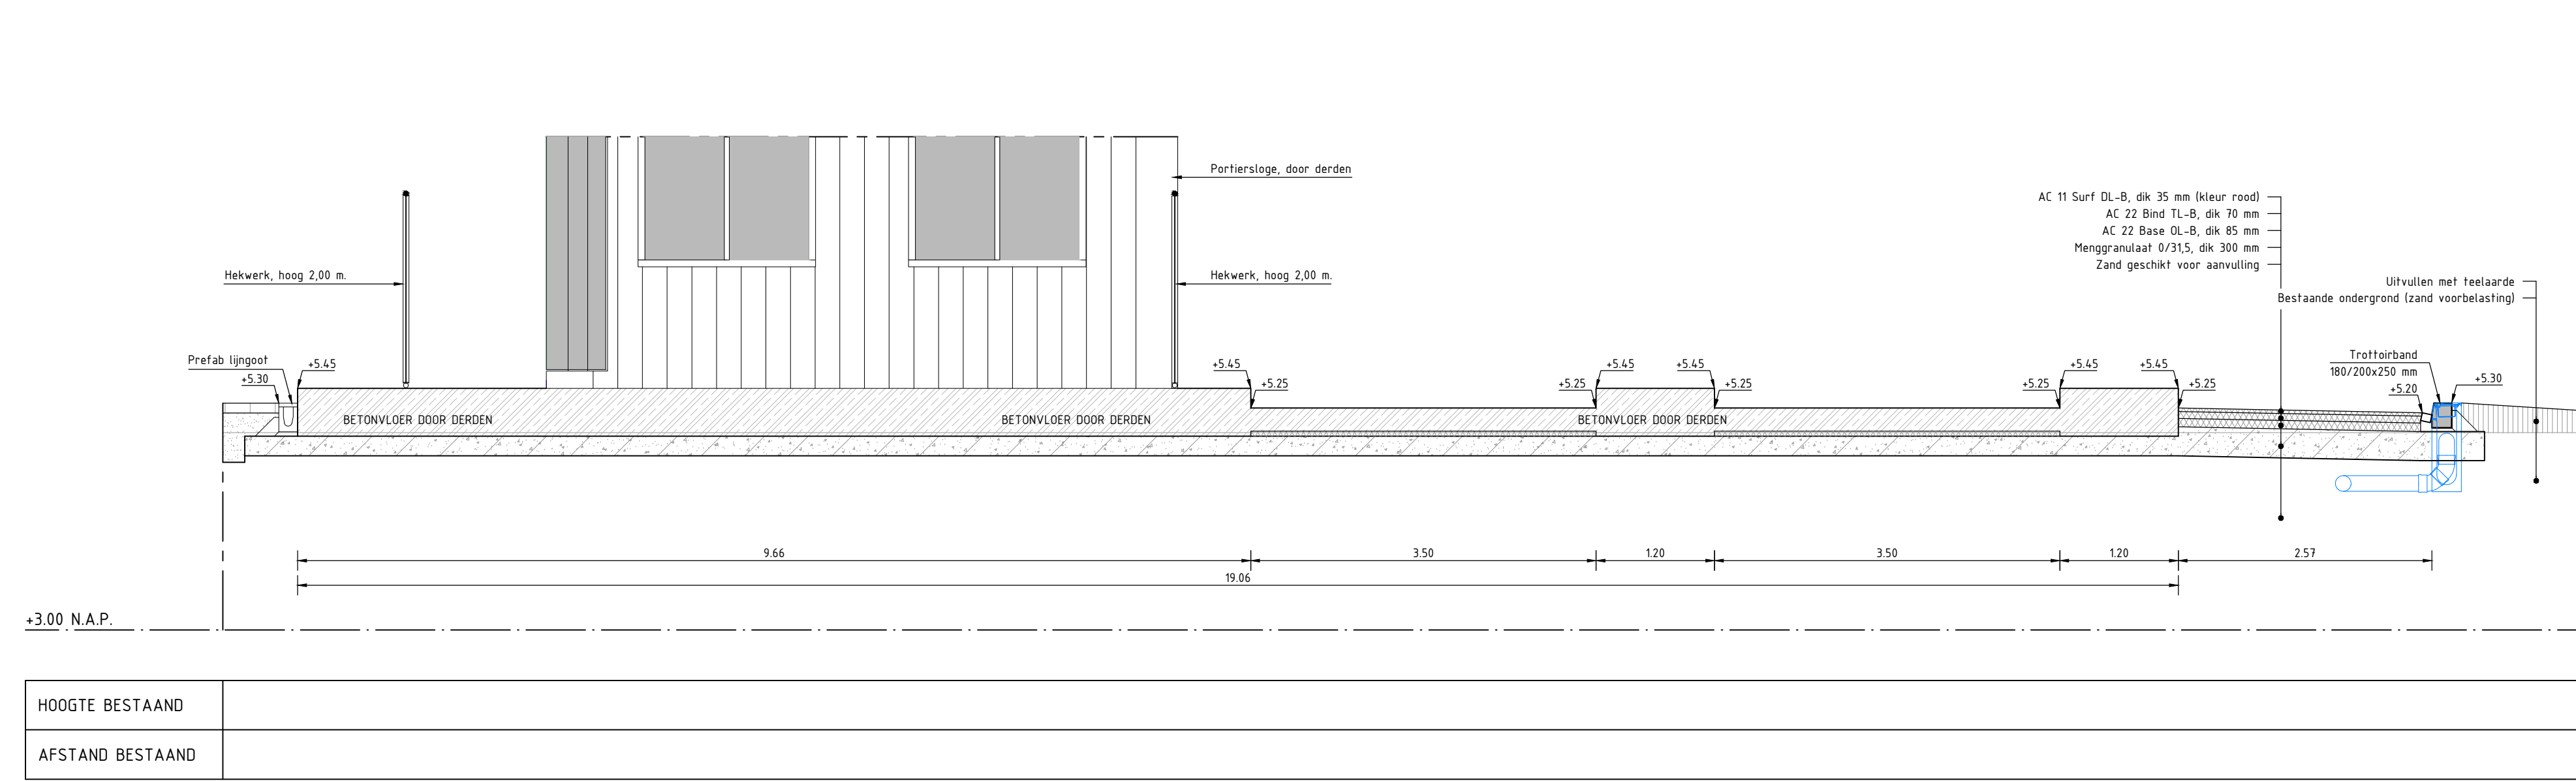 Portiersloge, door derden
AC 11 Surf DL-B, dik 35 mm (kleur rood)
AC 22 Bind TL-B, dik 70 mm
AC 22 Base OL-B, dik 85 mm
Menggranulaat 0/31,5, dik 300 mm
Zand geschikt voor aanvulling
Hekwerk, hoog 2,00 m.
Hekwerk, hoog 2,00 m.
Uitvullen met teelaarde
Bestaande ondergrond (zand voorbelasting)
Prefab lijngoot
+5.30
+5.45
+5.45
+5.25
+5.25
+5.45
+5.45
+5.25
+5.25
+5.45
+5.45
+5.25
Trottoirband
180/200x250 mm
+5.20
+5.30
BETONVLOER DOOR DERDEN
BETONVLOER DOOR DERDEN
BETONVLOER DOOR DERDEN
9.66
3.50
1.20
3.50
1.20
2.57
19.06
+3.00 N.A.P.
HOOGTE BESTAAND
AFSTAND BESTAAND